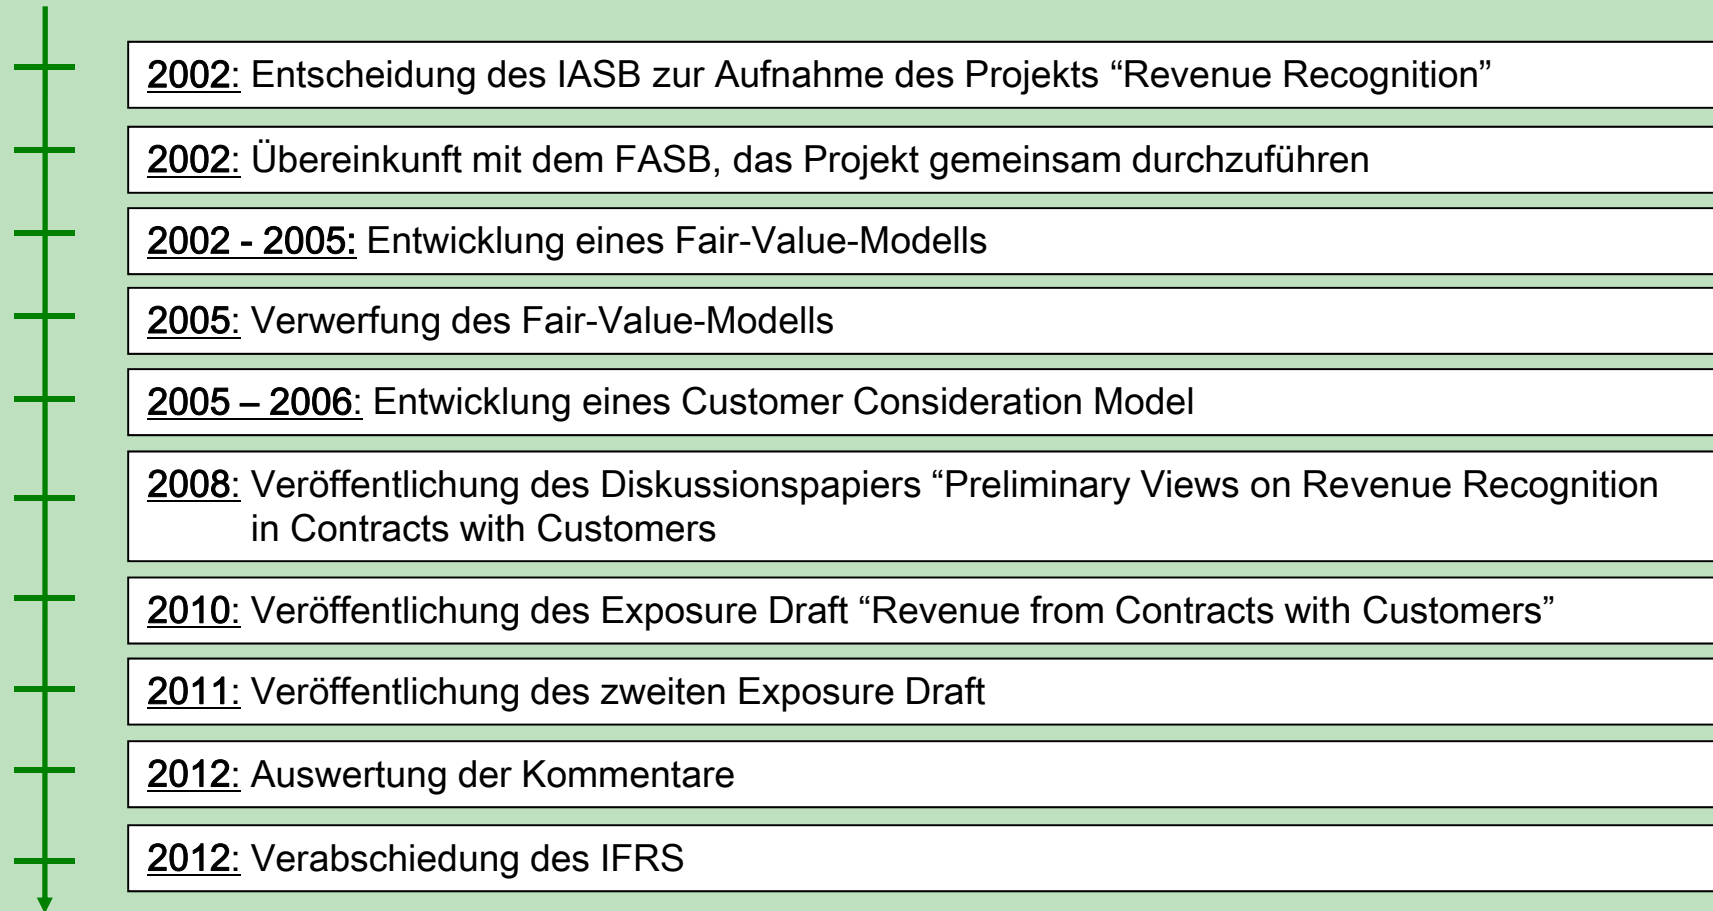 2002: Entscheidung des IASB zur Aufnahme des Projekts “Revenue Recognition”
2002: Übereinkunft mit dem FASB, das Projekt gemeinsam durchzuführen
2002 - 2005: Entwicklung eines Fair-Value-Modells
2005: Verwerfung des Fair-Value-Modells
2005 – 2006: Entwicklung eines Customer Consideration Model
2008: Veröffentlichung des Diskussionspapiers “Preliminary Views on Revenue Recognition
in Contracts with Customers
2010: Veröffentlichung des Exposure Draft “Revenue from Contracts with Customers”
2011: Veröffentlichung des zweiten Exposure Draft
2012: Auswertung der Kommentare
2012: Verabschiedung des IFRS